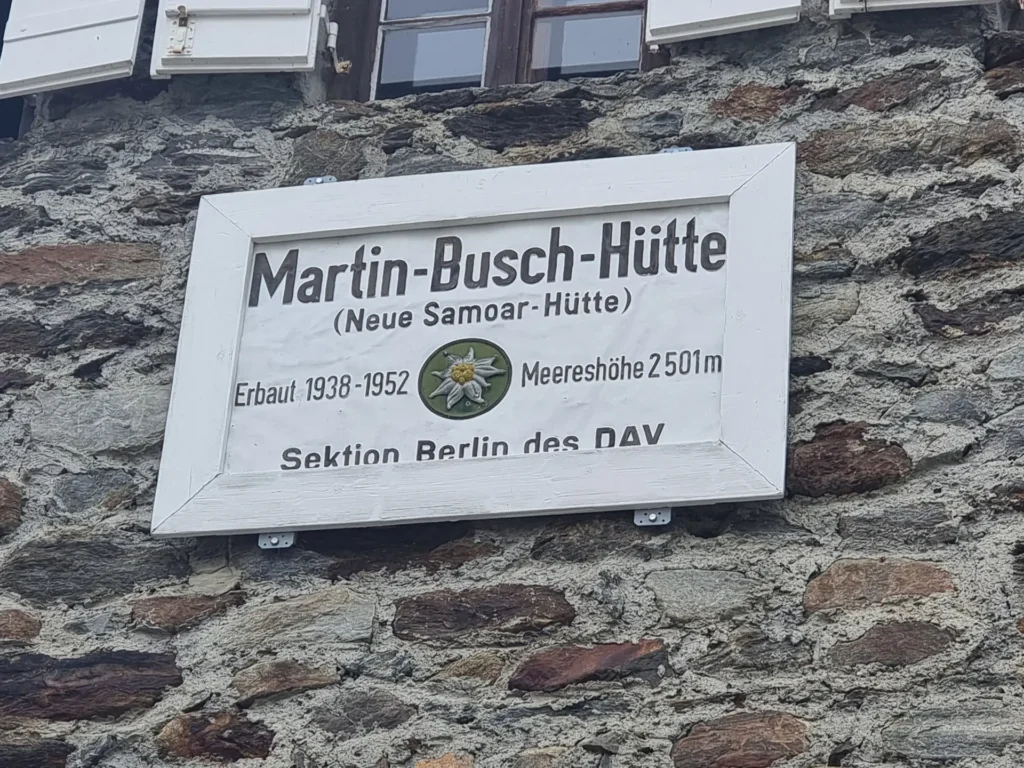 Martin-Busch-Hütte
(Neue Samoar-Hütte)
Erbaut 1938-1952 Meereshöhe 2501m
Sektion Berlin des DAV